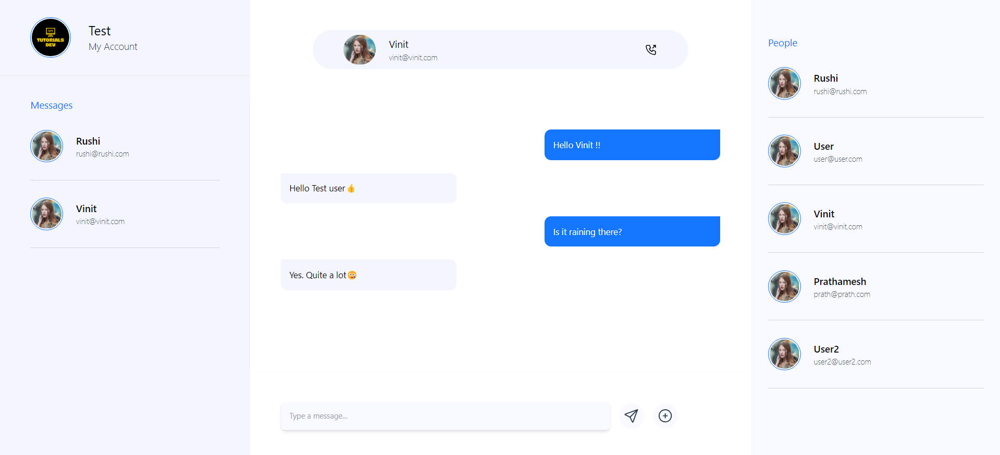 TUTORIALS
DEV
Test
My Account
Messages
Rushi
rushi@rushi.com
Vinit
vinit@vinit.com
Vinit
vinit@vinit.com
Hello Vinit !!
Hello Test user👍
Is it raining there?
Yes. Quite a lot🥲
Type a message...
People
Rushi
rushi@rushi.com
User
user@user.com
Vinit
vinit@vinit.com
Prathamesh
prath@prath.com
User2
user2@user2.com